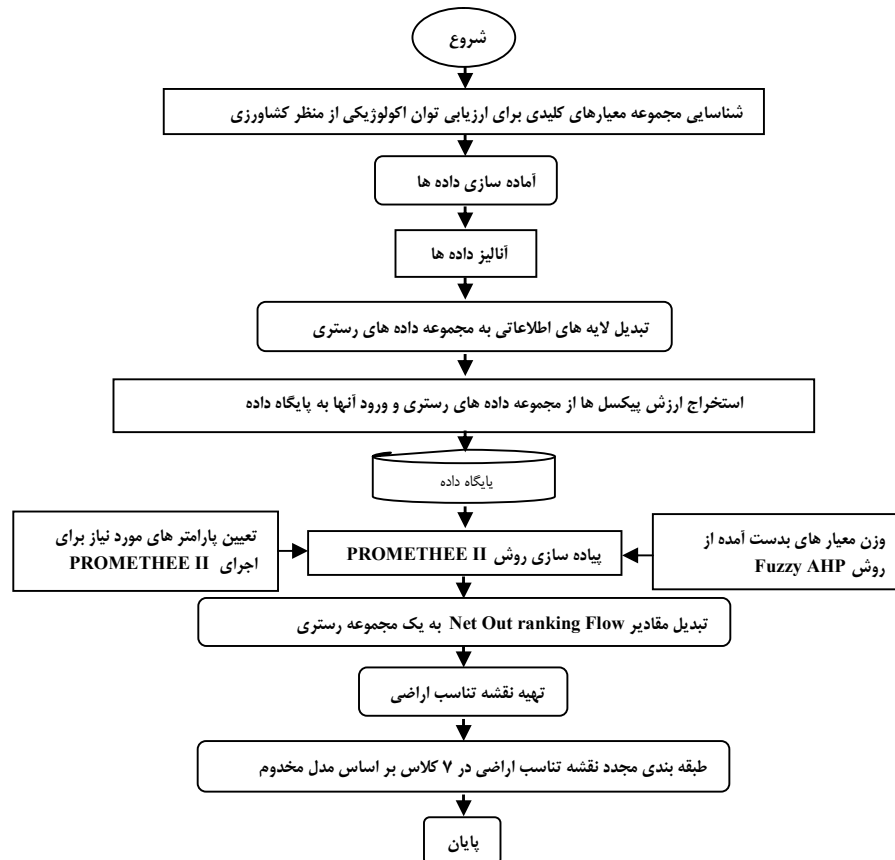 شروع
شناسایی مجموعه معیارهای کلیدی برای ارزیابی توان اکولوژیکی از منظر کشاورزی
آماده سازی داده ها
آنالیز داده ها
تبدیل لایه های اطلاعاتی به مجموعه داده های رستری
استخراج ارزش پیکسل ها از مجموعه داده های رستری و ورود آنها به پایگاه داده
پایگاه داده
وزن معیار های بدست آمده از
روش Fuzzy AHP
پیاده سازی روش PROMETHEE II
تعیین پارامتر های مورد نیاز برای
اجرای PROMETHEE II
تبدیل مقادیر Net Out ranking Flow به یک مجموعه رستری
تهیه نقشه تناسب اراضی
طبقه بندی مجدد نقشه تناسب اراضی در ۷ کلاس بر اساس مدل مخدوم
پایان